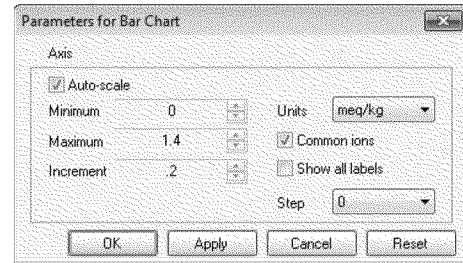 Parameters for Bar Chart
Axis
Auto-scale
Minimum 0 Units meq/kg
Maximum 1.4 Common ions
Increment .2 Show all labels
Step 0
OK Apply Cancel Reset